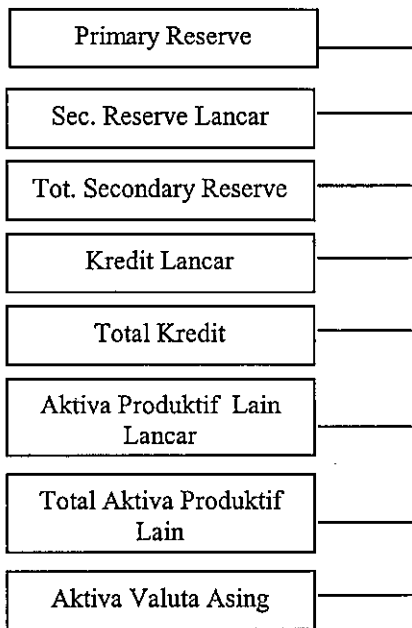 Primary Reserve
Sec. Reserve Lancar
Tot. Secondary Reserve
Kredit Lancar
Total Kredit
Aktiva Produktif Lain
Lancar
Total Aktiva Produktif
Lain
Aktiva Valuta Asing